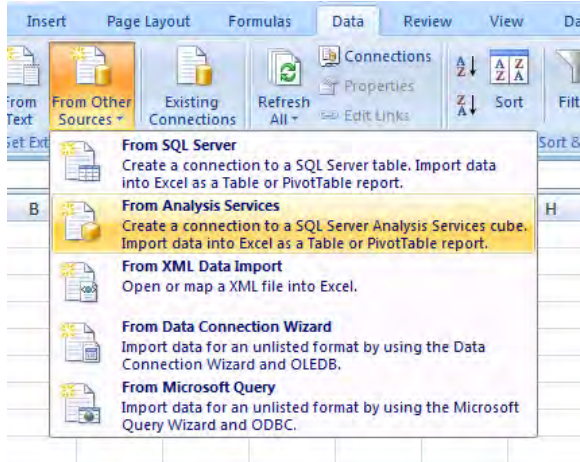 Insert Page Layout Formulas Data Review View Da
From Text
From Other Sources
Existing Connections
Refresh All
Connections
Properties
Edit Links
A Z
Z A
A Z
Z A
Sort
Filt
Get Ext
Sort &
B
H
From SQL Server
Create a connection to a SQL Server table. Import data
into Excel as a Table or PivotTable report.
From Analysis Services
Create a connection to a SQL Server Analysis Services cube.
Import data into Excel as a Table or PivotTable report.
From XML Data Import
Open or map a XML file into Excel.
From Data Connection Wizard
Import data for an unlisted format by using the Data
Connection Wizard and OLEDB.
From Microsoft Query
Import data for an unlisted format by using the Microsoft
Query Wizard and ODBC.